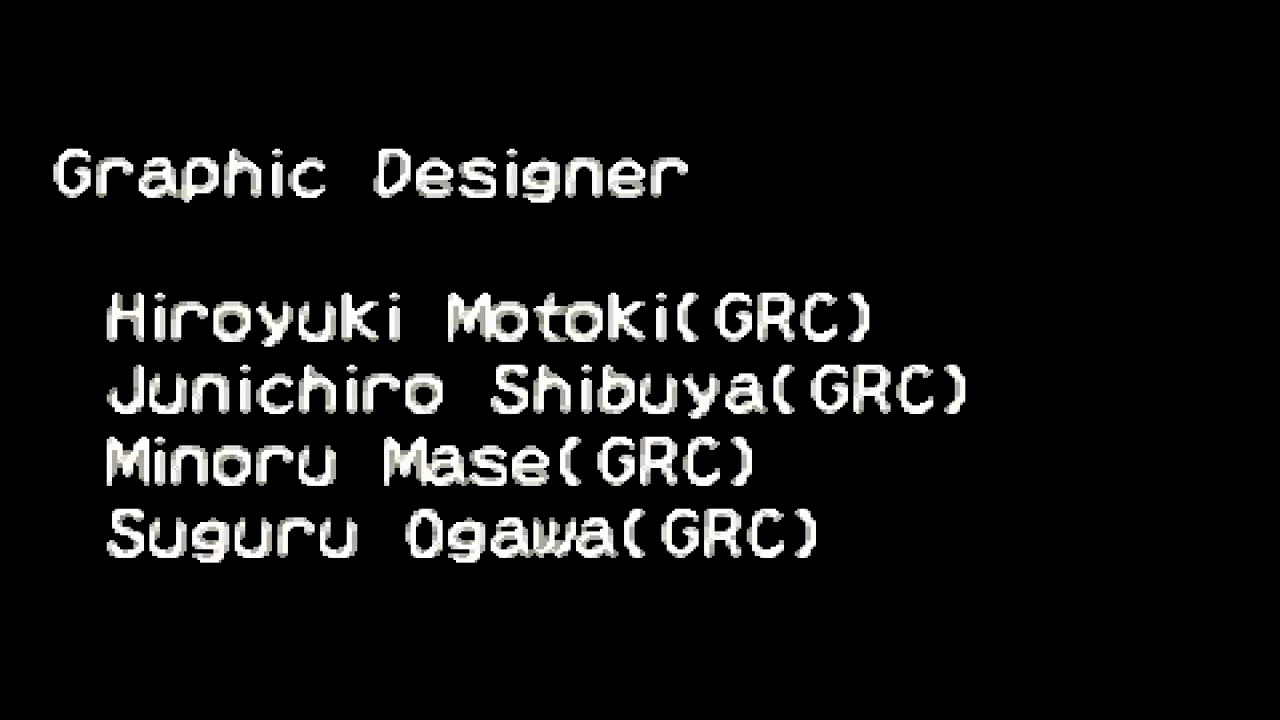 Graphic Designer
Hiroyuki Motoki(GRC)
Junichiro Shibuya(GRC)
Minoru Mase(GRC)
Suguru Ogawa(GRC)